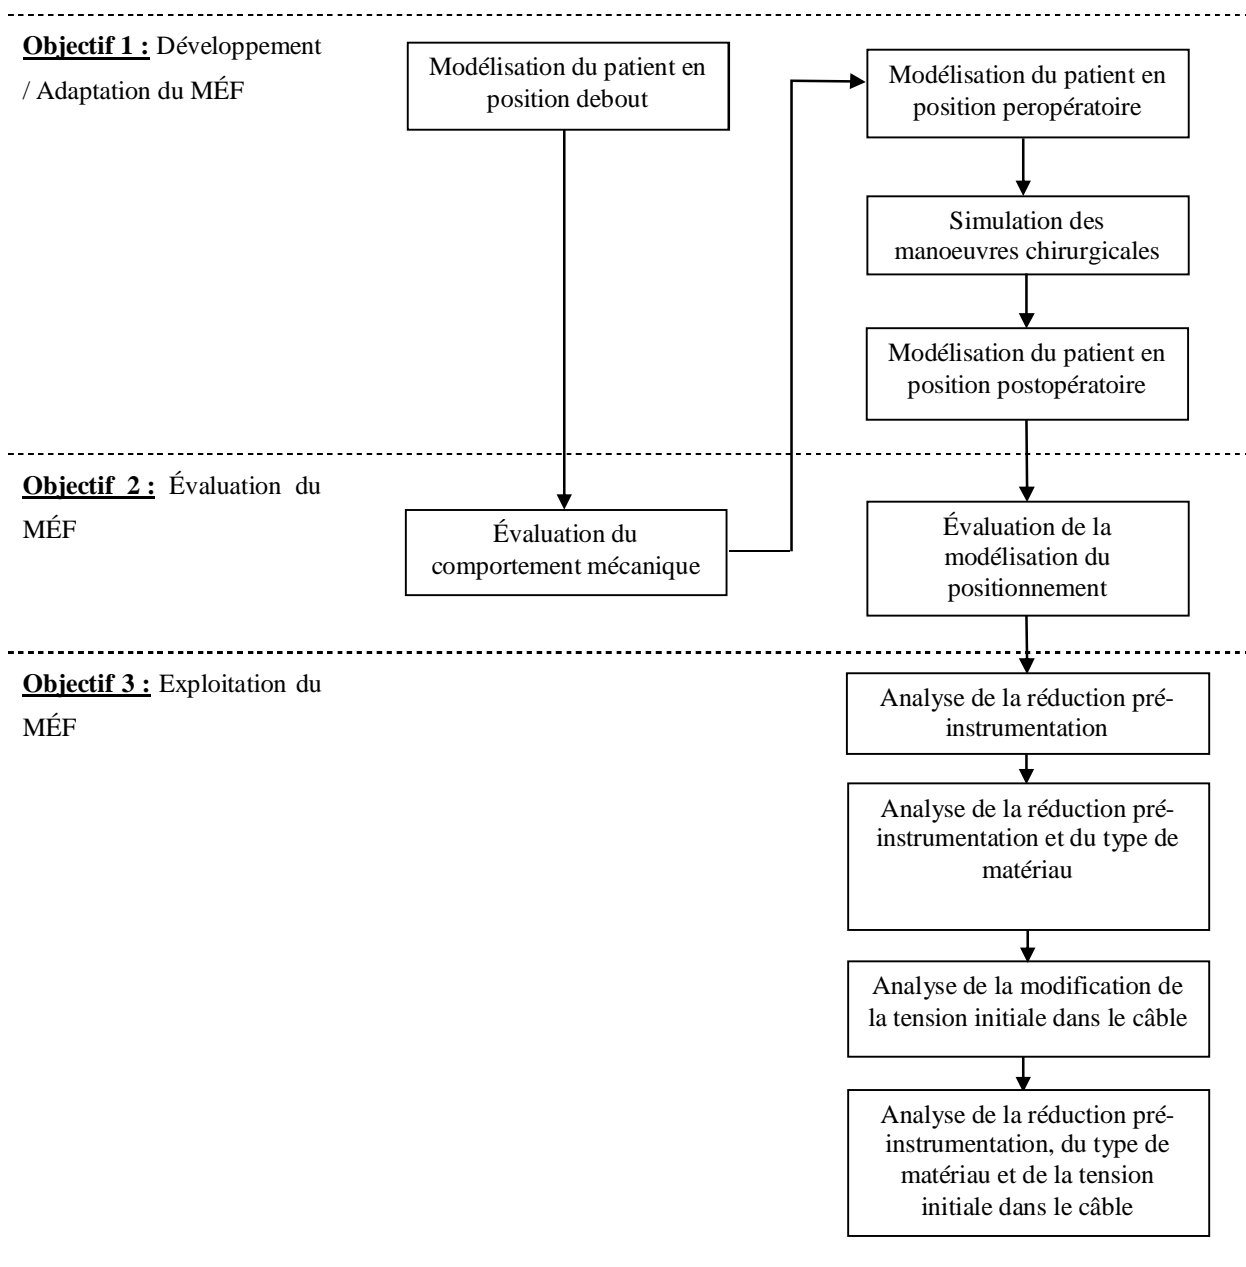 Objectif 1 : Développement
/ Adaptation du MÉF
Modélisation du patient en
position debout
Modélisation du patient en
position peropératoire
Simulation des
manoeuvres chirurgicales
Modélisation du patient en
position postopératoire
Objectif 2 : Évaluation du
MÉF
Évaluation du
comportement mécanique
Évaluation de la
modélisation du
positionnement
Objectif 3 : Exploitation du
MÉF
Analyse de la réduction pré-
instrumentation
Analyse de la réduction pré-
instrumentation et du type de
matériau
Analyse de la modification de
la tension initiale dans le câble
Analyse de la réduction pré-
instrumentation, du type de
matériau et de la tension
initiale dans le câble